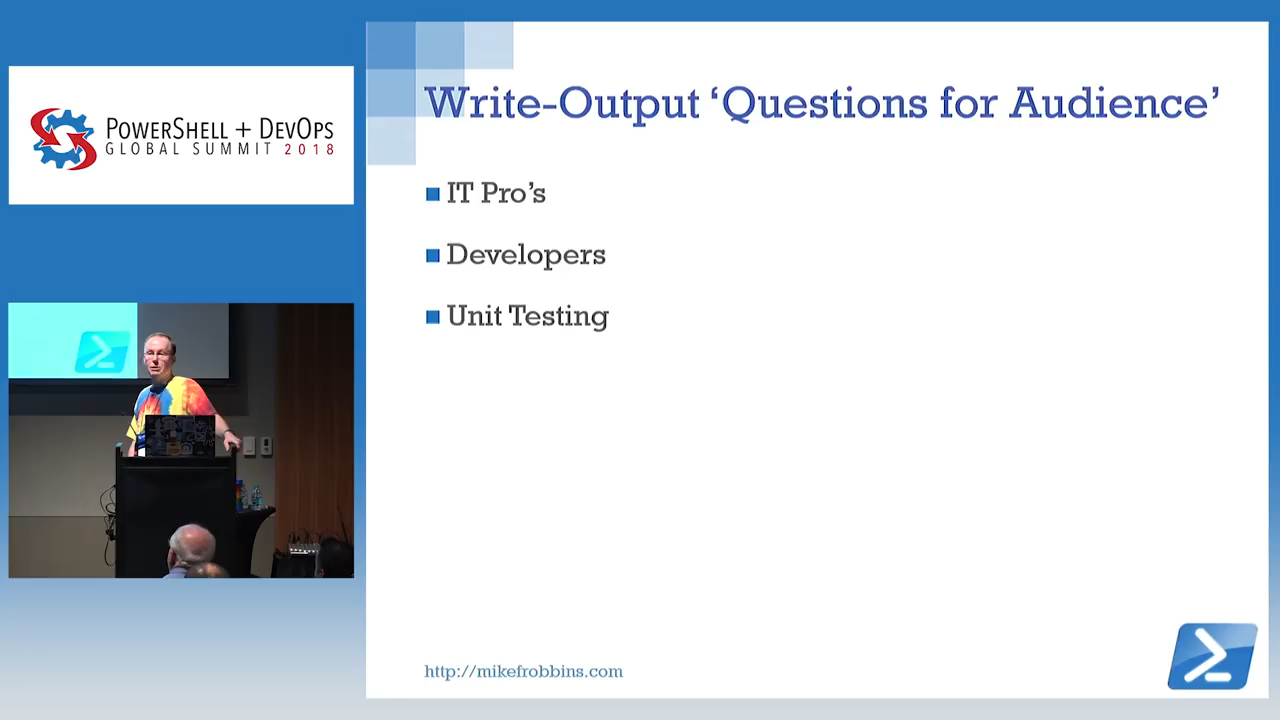 POWERSHELL + DEVOPS
GLOBAL SUMMIT 2018
Write-Output ‘Questions for Audience’
IT Pro’s
Developers
Unit Testing
http://mikefrobbins.com